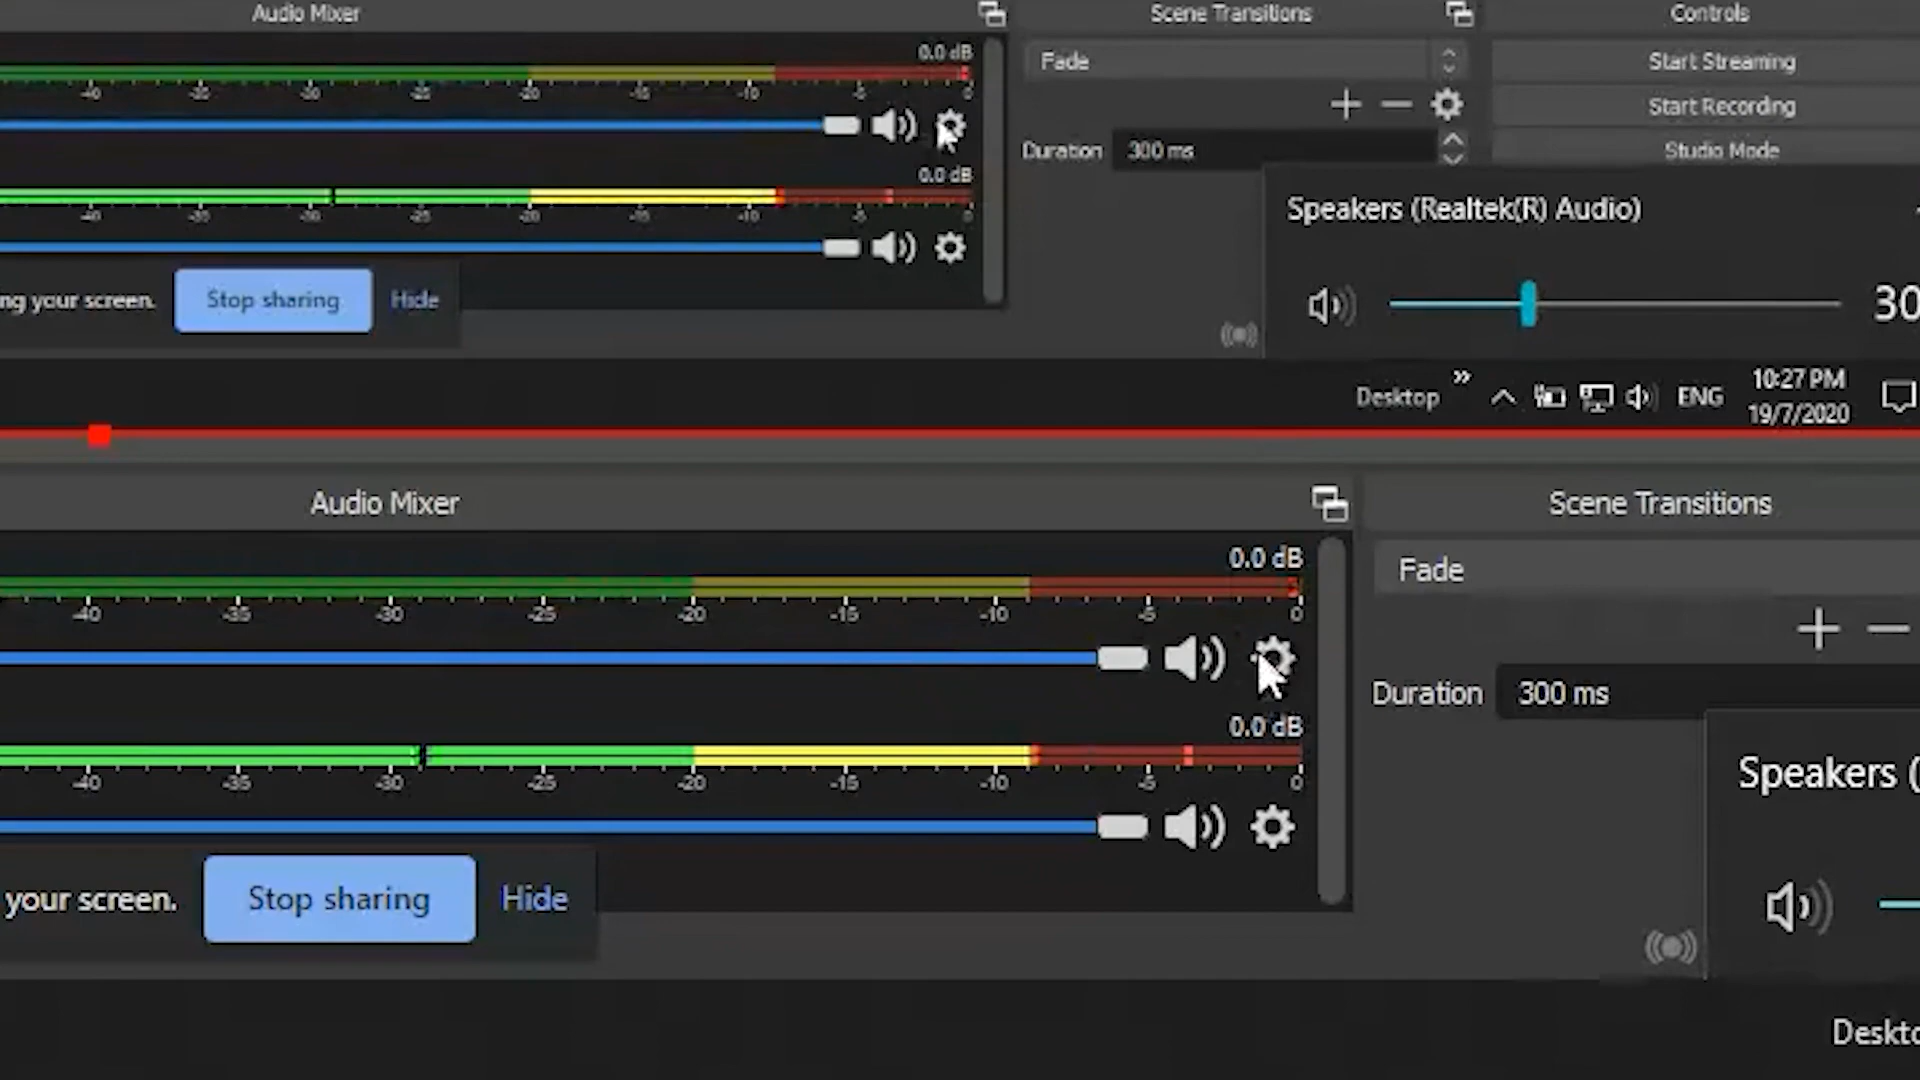 Audio Mixer
Scene Transitions
Controls
0.0 dB
Fade
Start Streaming
-40 -35 -30 -25 -20 -15 -10 -5 0
Start Recording
Duration 300 ms
Studio Mode
0.0 dB
-40 -35 -30 -25 -20 -15 -10 -5 0
Speakers (Realtek(R) Audio)
ng your screen.
Stop sharing
Hide
30
Desktop
ENG
10:27 PM
19/7/2020
Audio Mixer
Scene Transitions
0.0 dB
Fade
-40 -35 -30 -25 -20 -15 -10 -5 0
Duration 300 ms
0.0 dB
-40 -35 -30 -25 -20 -15 -10 -5 0
Speakers (
your screen.
Stop sharing
Hide
Deskto